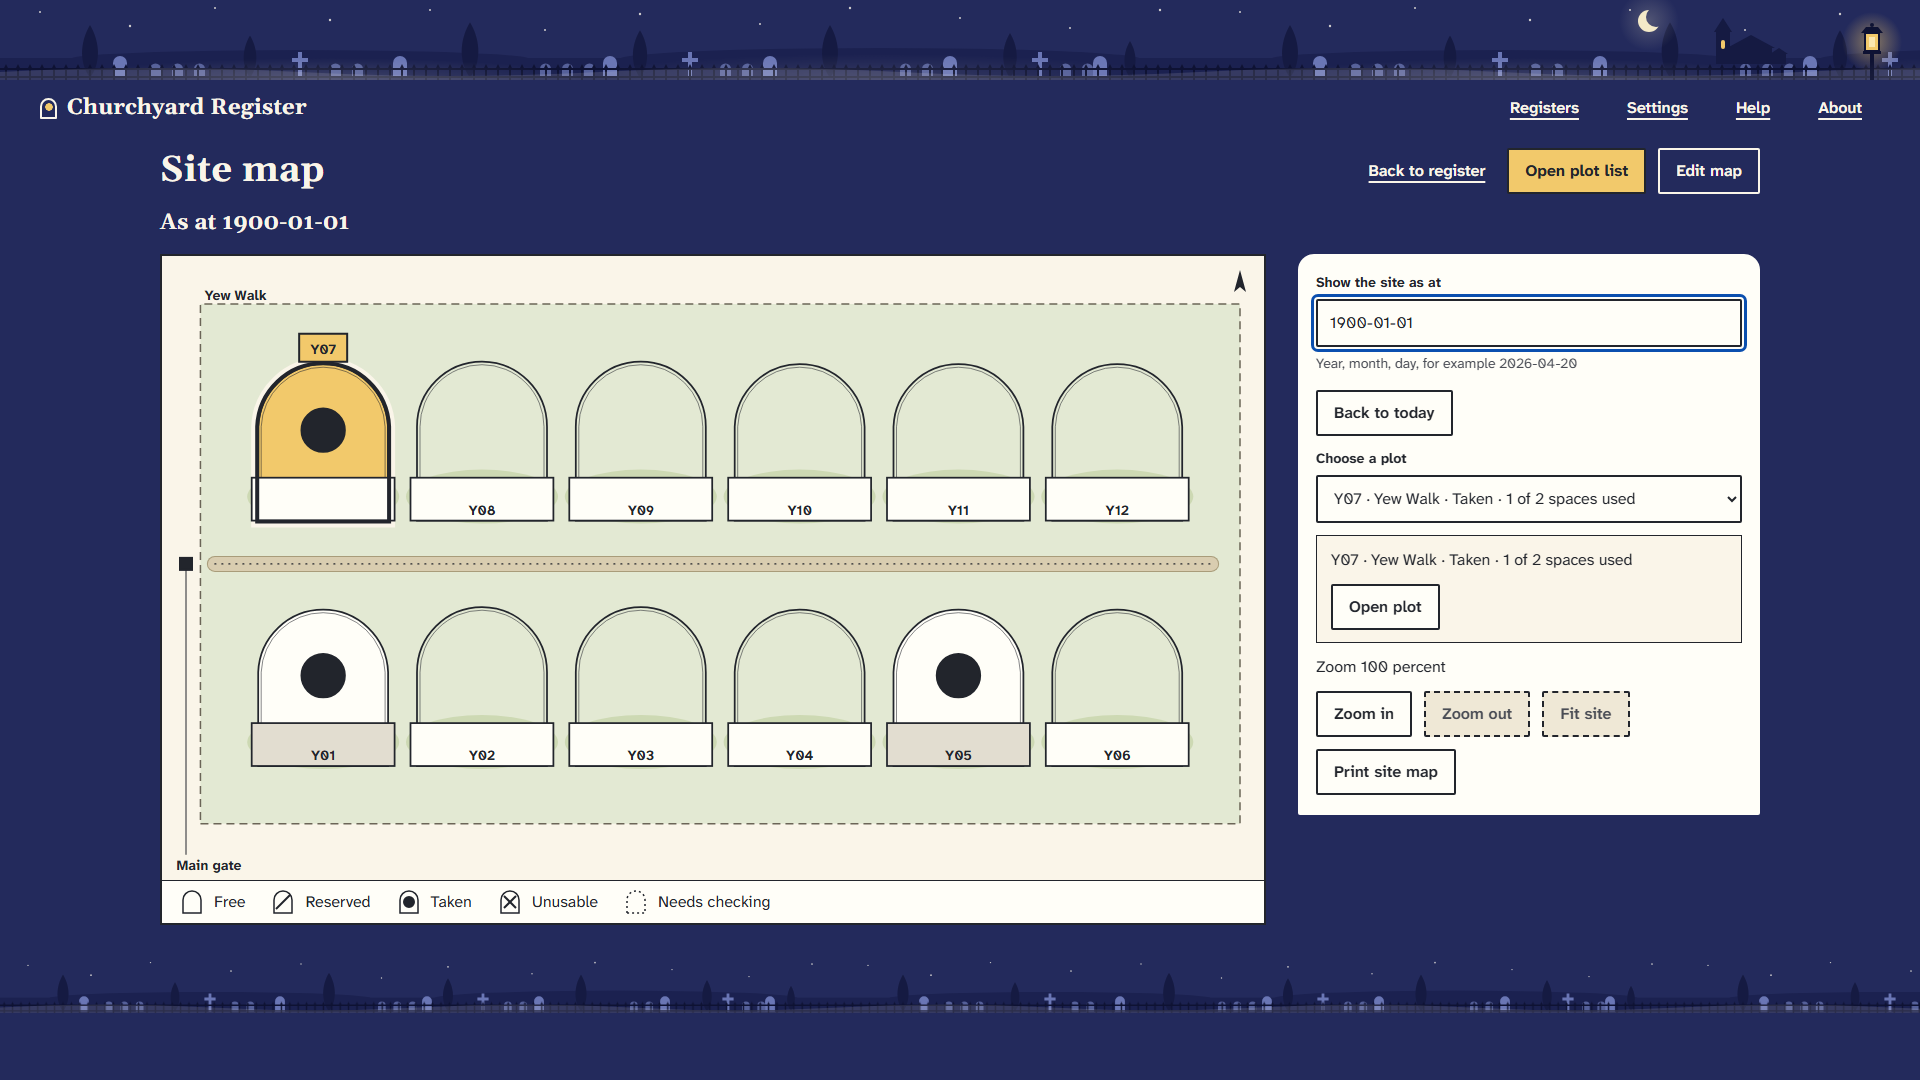 Churchyard Register
Registers
Settings
Help
About
Site map
Back to register
Open plot list
Edit map
As at 1900-01-01
Yew Walk
Y07
Y08
Y09
Y10
Y11
Y12
Y01
Y02
Y03
Y04
Y05
Y06
Main gate
Free
Reserved
Taken
Unusable
Needs checking
Show the site as at
1900-01-01
Year, month, day, for example 2026-04-20
Back to today
Choose a plot
Y07 · Yew Walk · Taken · 1 of 2 spaces used
Y07 · Yew Walk · Taken · 1 of 2 spaces used
Open plot
Zoom 100 percent
Zoom in
Zoom out
Fit site
Print site map